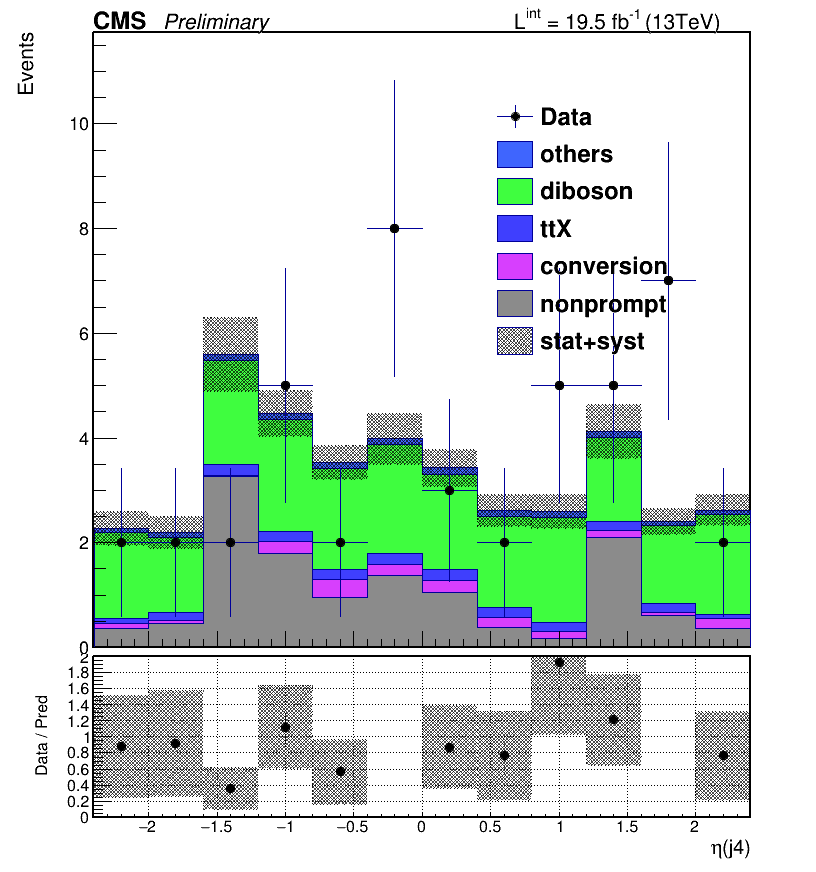 CMS Preliminary L^int = 19.5 fb^-1 (13TeV)
Events
10
8
6
4
2
0
Data
others
diboson
ttX
conversion
nonprompt
stat+syst
Data / Pred
2
1.8
1.6
1.4
1.2
1
0.8
0.6
0.4
0.2
0
−2 −1.5 −1 −0.5 0 0.5 1 1.5 2
η(j4)